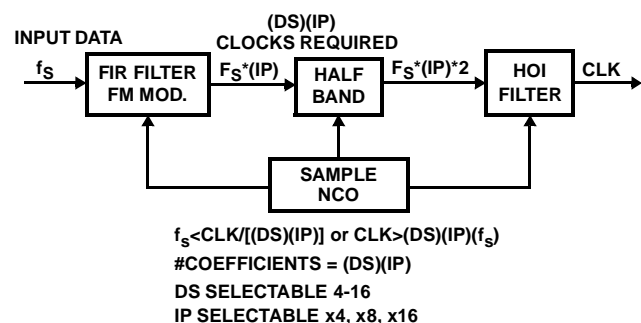 (DS)(IP)
CLOCKS REQUIRED
INPUT DATA
fS
FIR FILTER
FM MOD.
FS*(IP)
HALF
BAND
FS*(IP)*2
HOI
FILTER
CLK
SAMPLE
NCO
fS<CLK/[(DS)(IP)] or CLK>(DS)(IP)(fS)
#COEFFICIENTS = (DS)(IP)
DS SELECTABLE 4-16
IP SELECTABLE x4, x8, x16